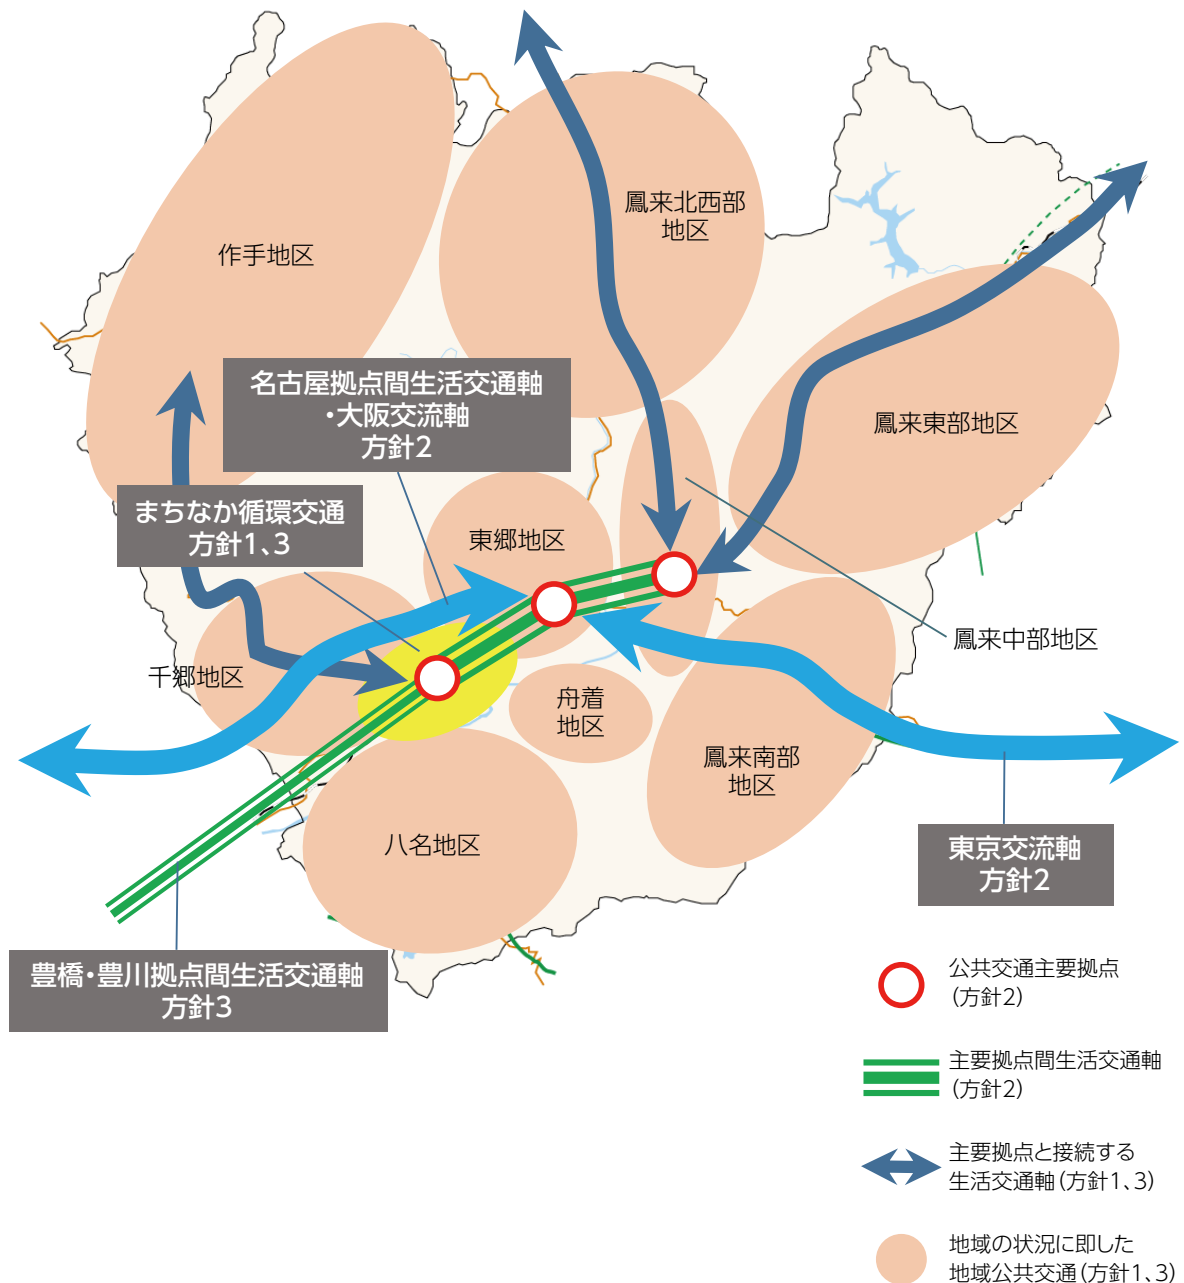 鳳来北西部
地区
作手地区
名古屋拠点間生活交通軸
・大阪交流軸
方針2
鳳来東部地区
まちなか循環交通
方針1、3
東郷地区
鳳来中部地区
千郷地区
舟着
地区
鳳来南部
地区
八名地区
東京交流軸
方針2
豊橋・豊川拠点間生活交通軸
方針3
公共交通主要拠点
(方針2)
主要拠点間生活交通軸
(方針2)
主要拠点と接続する
生活交通軸(方針1、3)
地域の状況に即した
地域公共交通(方針1、3)